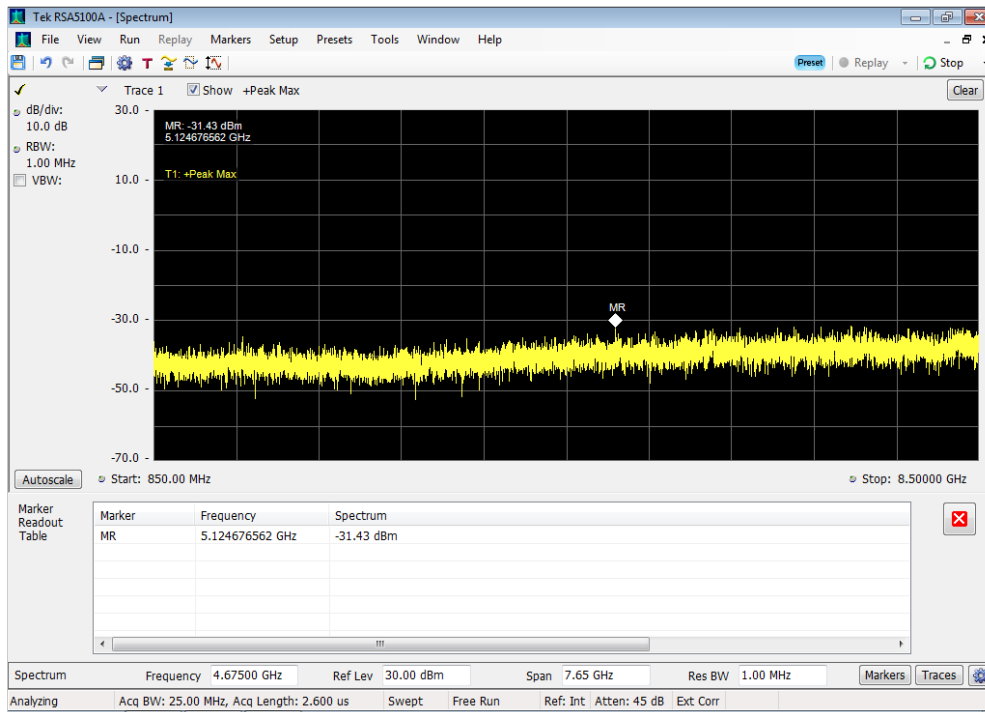 Tek RSA5100A - [Spectrum]
File View Run Replay Markers Setup Presets Tools Window Help
T Preset Replay Stop
Trace 1 Show +Peak Max Clear
dB/div:
10.0 dB
RBW:
1.00 MHz
VBW:
30.0 -
MR: -31.43 dBm
5.124676562 GHz
T1: +Peak Max
10.0 -
-10.0 -
MR
-30.0 -
-50.0 -
-70.0 -
Autoscale Start: 850.00 MHz Stop: 8.50000 GHz
Marker
Readout
Table
Marker Frequency Spectrum
MR 5.124676562 GHz -31.43 dBm
Spectrum Frequency 4.67500 GHz Ref Lev 30.00 dBm Span 7.65 GHz Res BW 1.00 MHz Markers Traces
Analyzing Acq BW: 25.00 MHz, Acq Length: 2.600 us Swept Free Run Ref: Int Atten: 45 dB Ext Corr